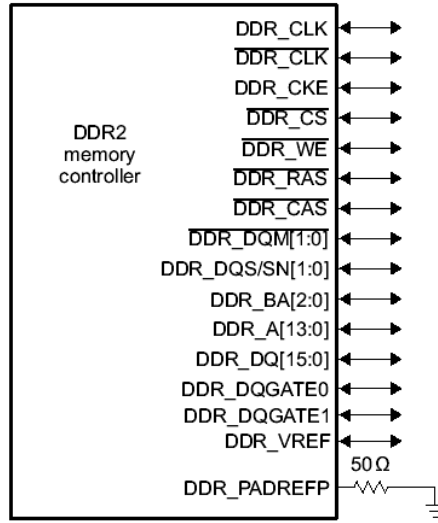 DDR_CLK
DDR_CLK
DDR_CKE
DDR_CS
DDR2
memory
controller
DDR_WE
DDR_RAS
DDR_CAS
DDR_DQM[1:0]
DDR_DQS/SN[1:0]
DDR_BA[2:0]
DDR_A[13:0]
DDR_DQ[15:0]
DDR_DQGATE0
DDR_DQGATE1
DDR_VREF
50 Ω
DDR_PADREFP